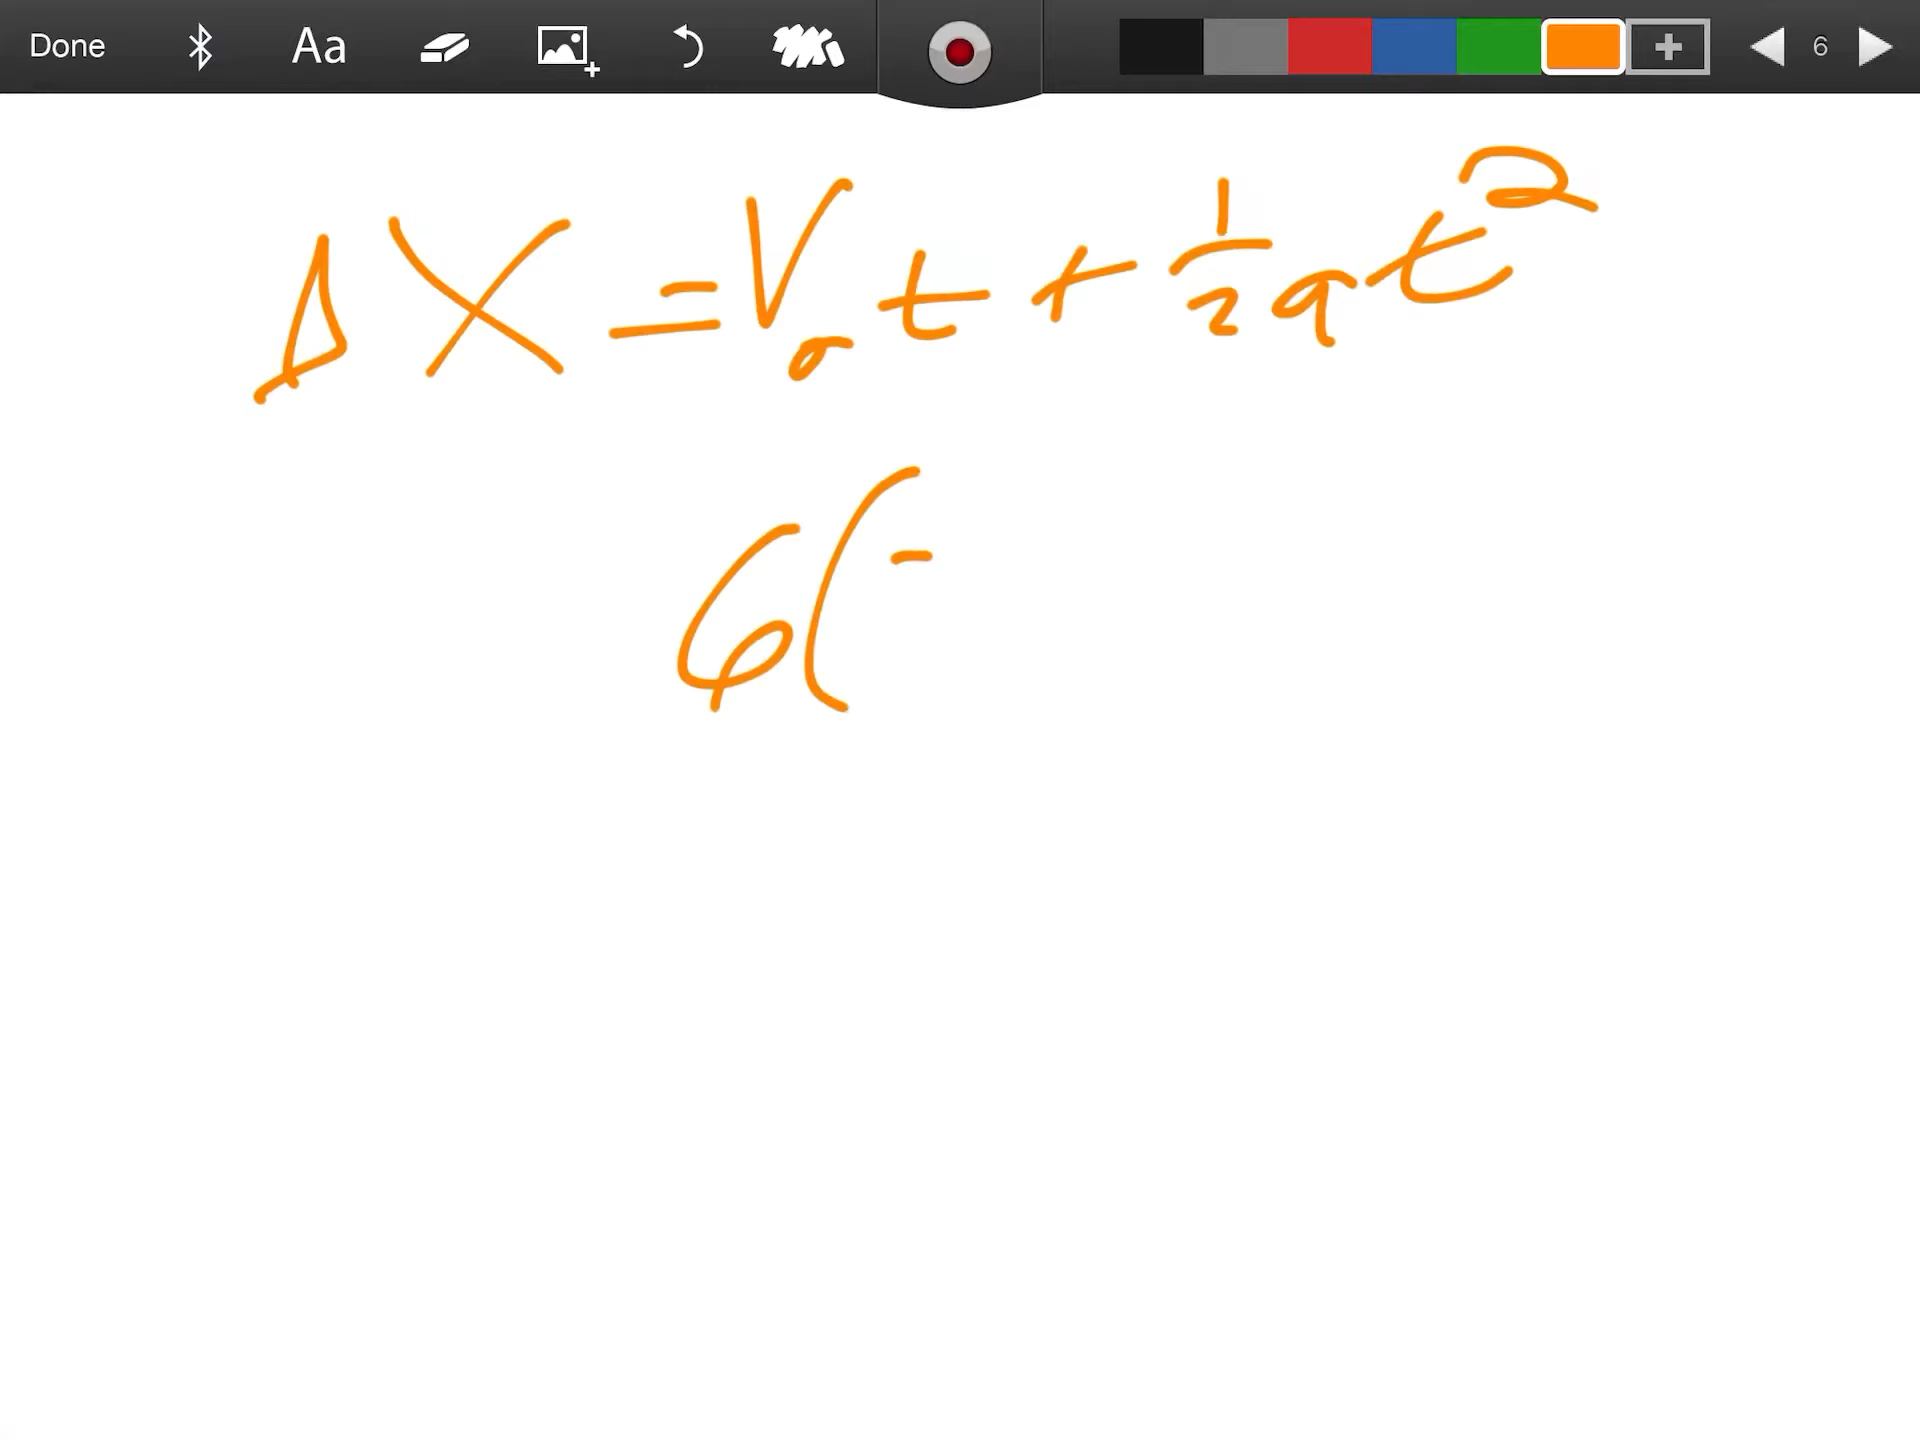 Done Aa 6
ΔX = V₀t + ½at²
6(-